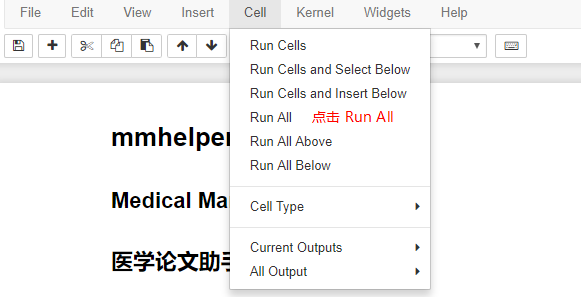 File Edit View Insert Cell Kernel Widgets Help
Run Cells
Run Cells and Select Below
Run Cells and Insert Below
Run All 点击 Run All
Run All Above
Run All Below
Cell Type
Current Outputs
All Output
mmhelper
Medical Ma
医学论文助